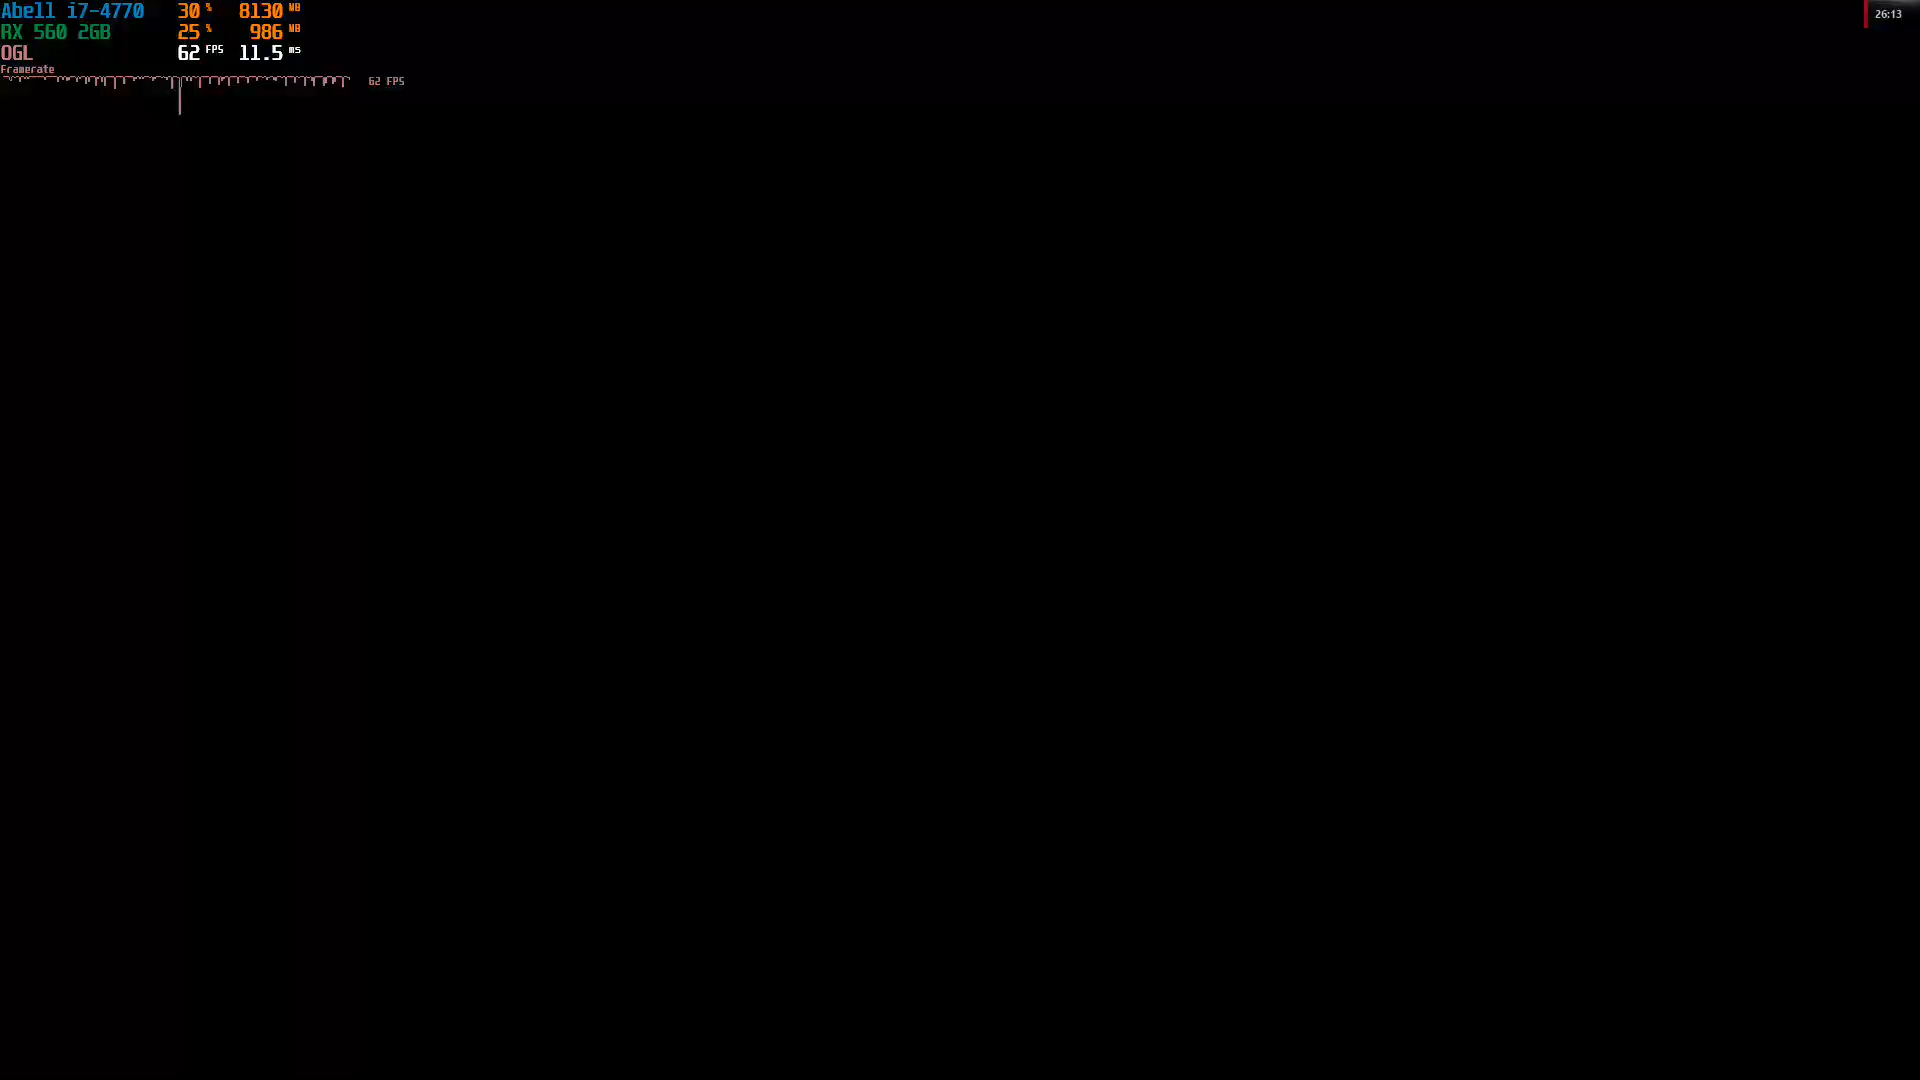 Abell i7-4770 30 % 8130 MB
RX 560 2GB 25 % 986 MB
OGL 62 FPS 11.5 ms
Framerate
62 FPS
26:13